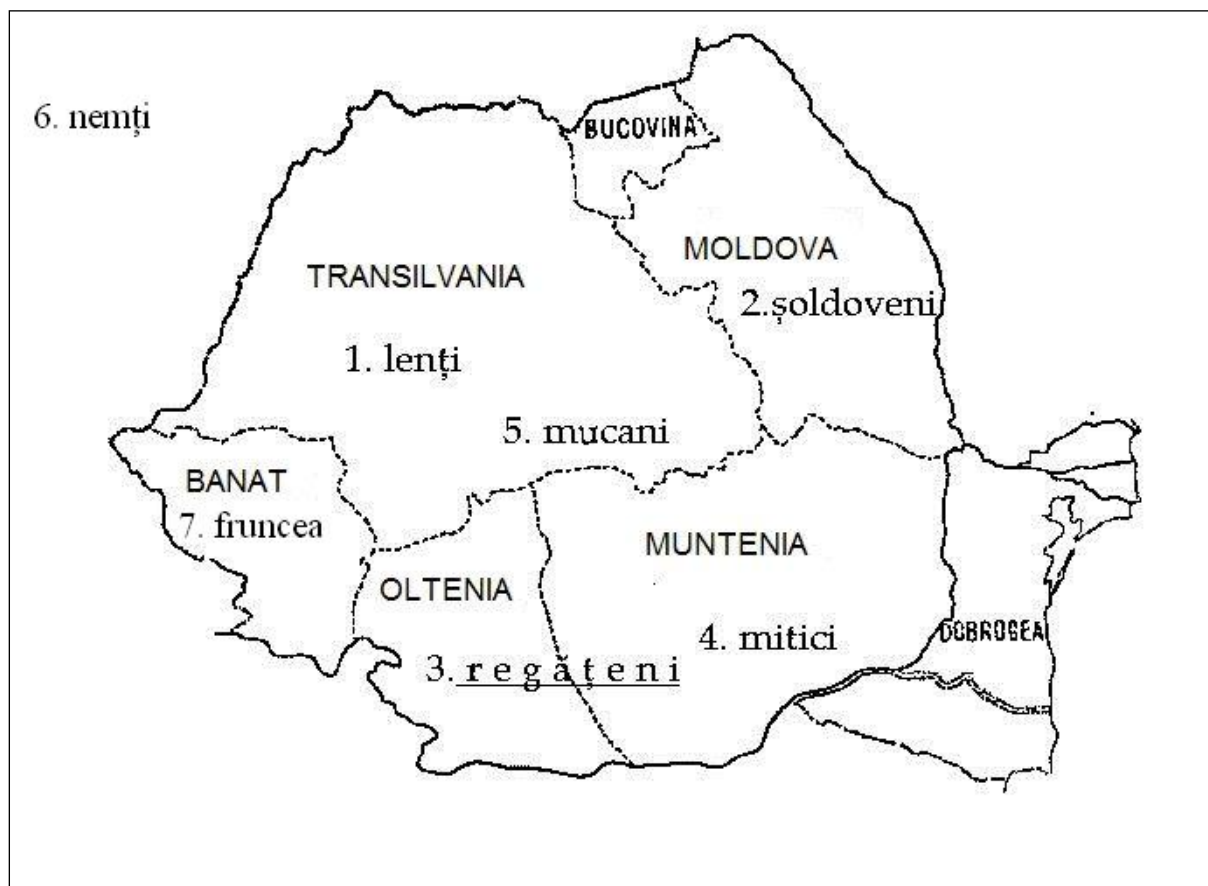 6. nemți
BUCOVINA
MOLDOVA
TRANSILVANIA
2.șoldoveni
1. lenți
5. mucani
BANAT
7. fruncea
MUNTENIA
OLTENIA
4. mitici
DOBROGEA
3. r e g ă ț e n i